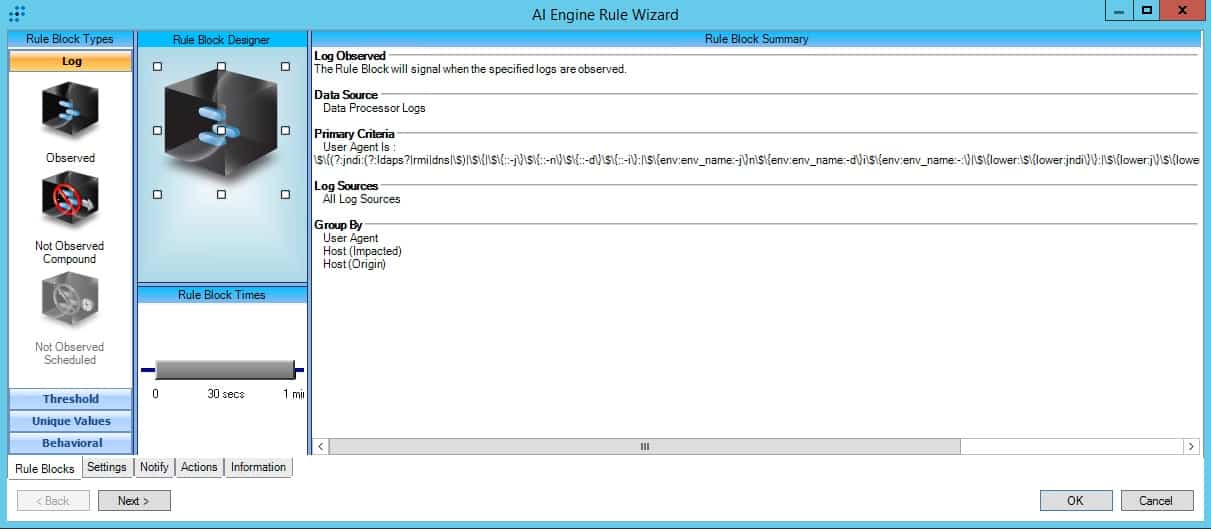 AI Engine Rule Wizard
Rule Block Types
Log
Observed
Not Observed
Compound
Not Observed
Scheduled
Threshold
Unique Values
Behavioral
Rule Block Designer
Rule Block Times
0 30 secs 1 mi
Rule Block Summary
Log Observed
The Rule Block will signal when the specified logs are observed.
Data Source
Data Processor Logs
Primary Criteria
User Agent Is :
\$\{(?:jndi:(?:ldaps?|rmi|dns|\$)|\$\{|\$\{::-j\}\$\{::-n\}\$\{::-d\}\$\{::-i\}:|\$\{env:env_name:-j\}n\$\{env:env_name:-d\}i\$\{env:env_name:-:\}|\$\{lower:\$\{lower:jndi\}\}:|\$\{lower:j\}\$\{lowe
Log Sources
All Log Sources
Group By
User Agent
Host (Impacted)
Host (Origin)
Rule Blocks Settings Notify Actions Information
< Back Next > OK Cancel